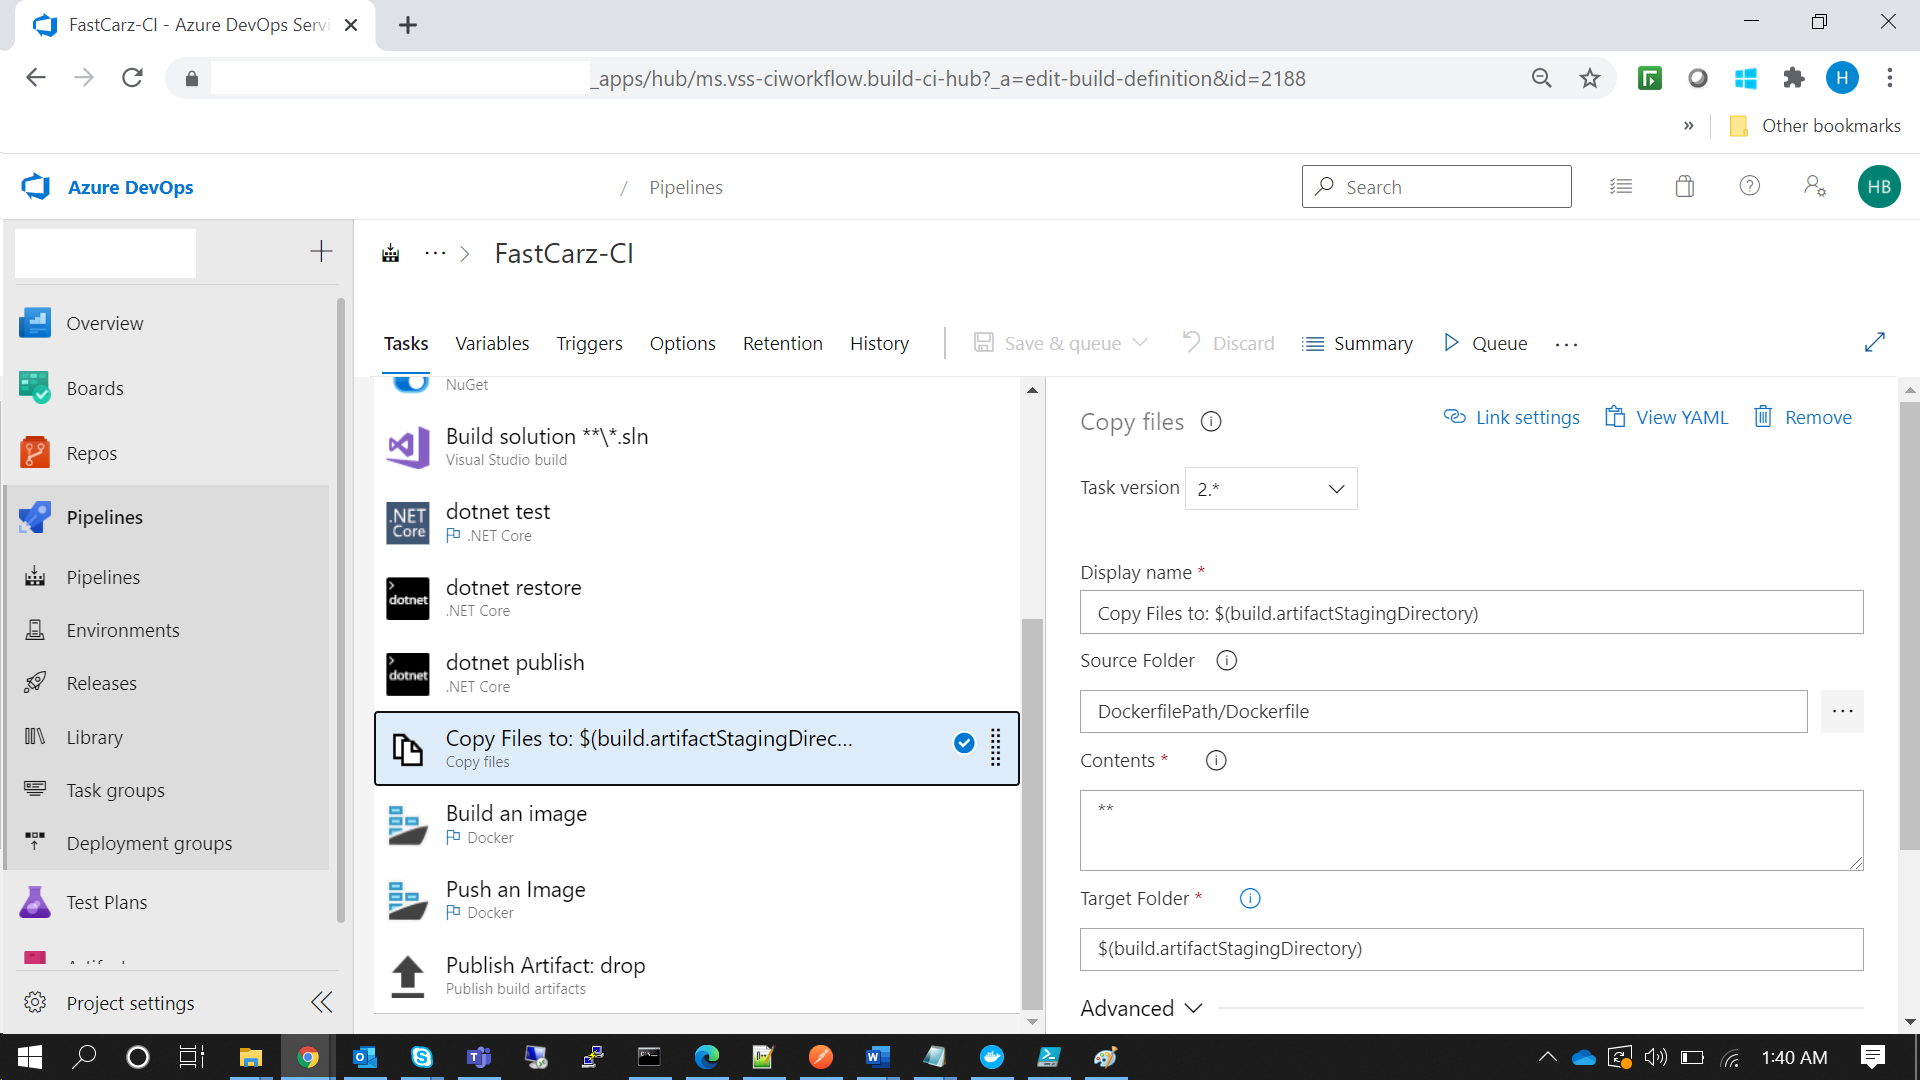 FastCarz-CI - Azure DevOps Servi
_apps/hub/ms.vss-ciworkflow.build-ci-hub?_a=edit-build-definition&id=2188
H
» Other bookmarks
Azure DevOps / Pipelines Search HB
FastCarz-CI
Tasks Variables Triggers Options Retention History Save & queue Discard Summary Queue
Overview
Boards
Repos
Pipelines
Pipelines
Environments
Releases
Library
Task groups
Deployment groups
Test Plans
Project settings
NuGet
Build solution **\*.sln
Visual Studio build
.NET Core
dotnet test
.NET Core
dotnet
dotnet restore
.NET Core
dotnet
dotnet publish
.NET Core
Copy Files to: $(build.artifactStagingDirec...
Copy files
Build an image
Docker
Push an Image
Docker
Publish Artifact: drop
Publish build artifacts
Copy files Link settings View YAML Remove
Task version 2.*
Display name *
Copy Files to: $(build.artifactStagingDirectory)
Source Folder
DockerfilePath/Dockerfile
Contents *
**
Target Folder *
$(build.artifactStagingDirectory)
Advanced
1:40 AM